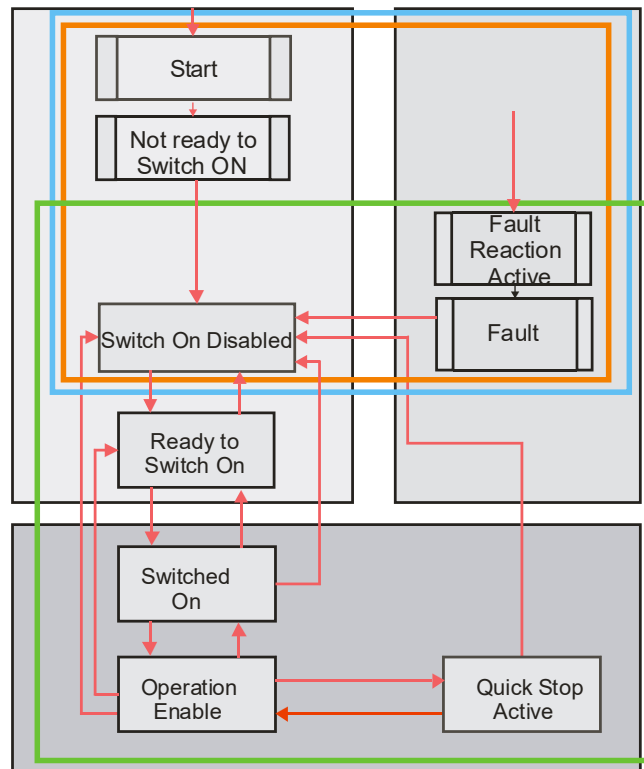 Start
Not ready to
Switch ON
Fault
Reaction
Active
Fault
Switch On Disabled
Ready to
Switch On
Switched
On
Operation
Enable
Quick Stop
Active